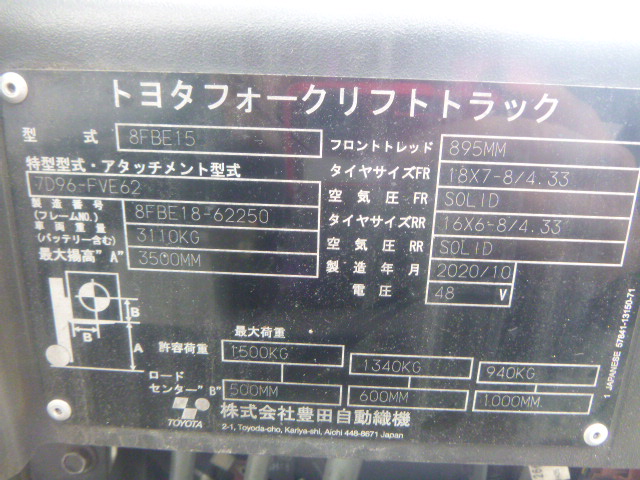 トヨタフォークリフトトラック
型式 8FBE15 フロントトレッド 895MM
特型型式・アタッチメント型式 タイヤサイズFR 18X7-8/4.33
7D96-FVE62 空気圧 FR SOLID
製造番号(フレームNO.) 8FBE18-62250 タイヤサイズRR 16X6-8/4.33
車両重量(バッテリー含む) 3110KG 空気圧 RR SOLID
最大揚高"A" 3500MM 製造年月 2020/10
電圧 48 V
B
B
A
最大荷重
許容荷重 1500KG 1340KG 940KG
ロードセンター"B" 500MM 600MM 1000MM
TOYOTA 株式会社豊田自動織機
2-1, Toyoda-cho, Kariya-shi, Aichi 448-8671 Japan
1 JAPANESE 57641-13150-71